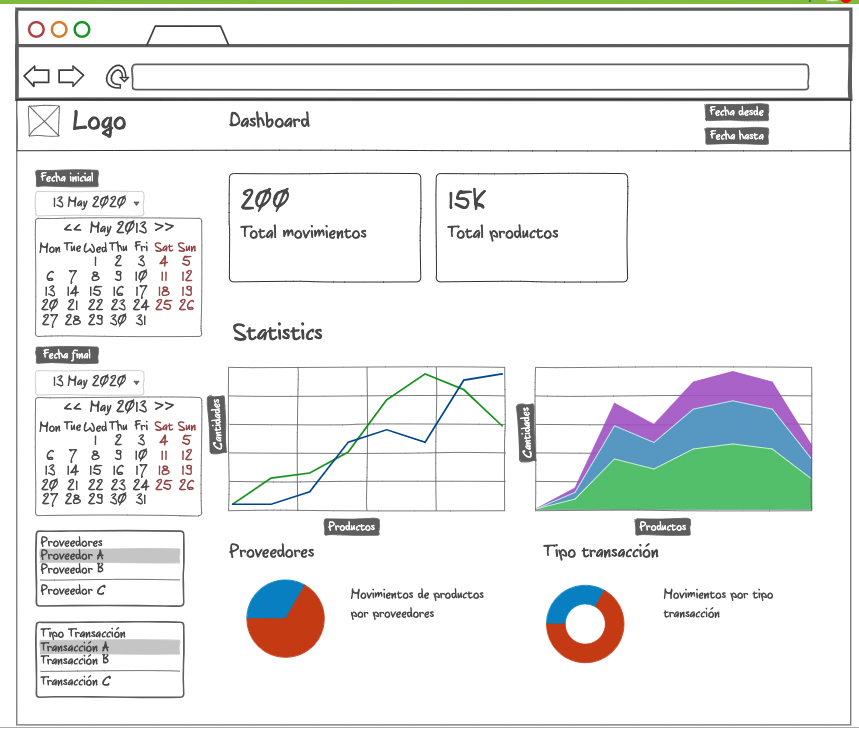 Logo
Dashboard
Fecha desde
Fecha hasta
Fecha inicial
13 May 2020
<< May 2013 >>
Mon Tue Wed Thu Fri Sat Sun
1 2 3 4 5
6 7 8 9 10 11 12
13 14 15 16 17 18 19
20 21 22 23 24 25 26
27 28 29 30 31
Fecha final
13 May 2020
<< May 2013 >>
Mon Tue Wed Thu Fri Sat Sun
1 2 3 4 5
6 7 8 9 10 11 12
13 14 15 16 17 18 19
20 21 22 23 24 25 26
27 28 29 30 31
Proveedores
Proveedor A
Proveedor B
Proveedor C
Tipo Transacción
Transacción A
Transacción B
Transacción C
200
Total movimientos
15K
Total productos
Statistics
Cantidades
Productos
Cantidades
Productos
Proveedores
Movimientos de productos
por proveedores
Tipo transacción
Movimientos por tipo
transacción